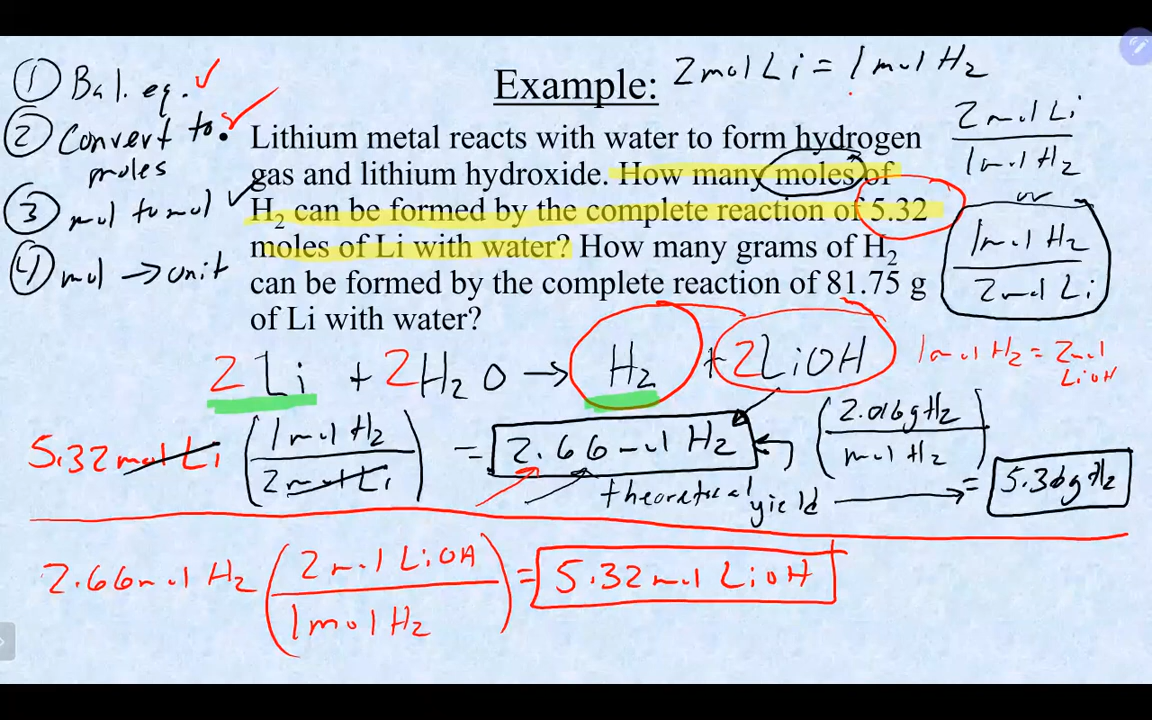 ① Bal. eq. ✓
② Convert to ✓
moles
③ mol to mol ✓
④ mol → unit
Example: 2 mol Li = 1 mol H₂
2 mol Li
1 mol H₂
or
1 mol H₂
2 mol Li
• Lithium metal reacts with water to form hydrogen
gas and lithium hydroxide. How many moles of
H₂ can be formed by the complete reaction of 5.32
moles of Li with water? How many grams of H₂
can be formed by the complete reaction of 81.75 g
of Li with water?
2Li + 2H₂O → H₂ + 2LiOH
1 mol H₂ = 2 mol
LiOH
5.32 mol Li (1 mol H₂ / 2 mol Li) = 2.66 mol H₂ (2.016g H₂ / mol H₂)
theoretical yield → = 5.36g H₂
2.66 mol H₂ (2 mol LiOH / 1 mol H₂) = 5.32 mol LiOH